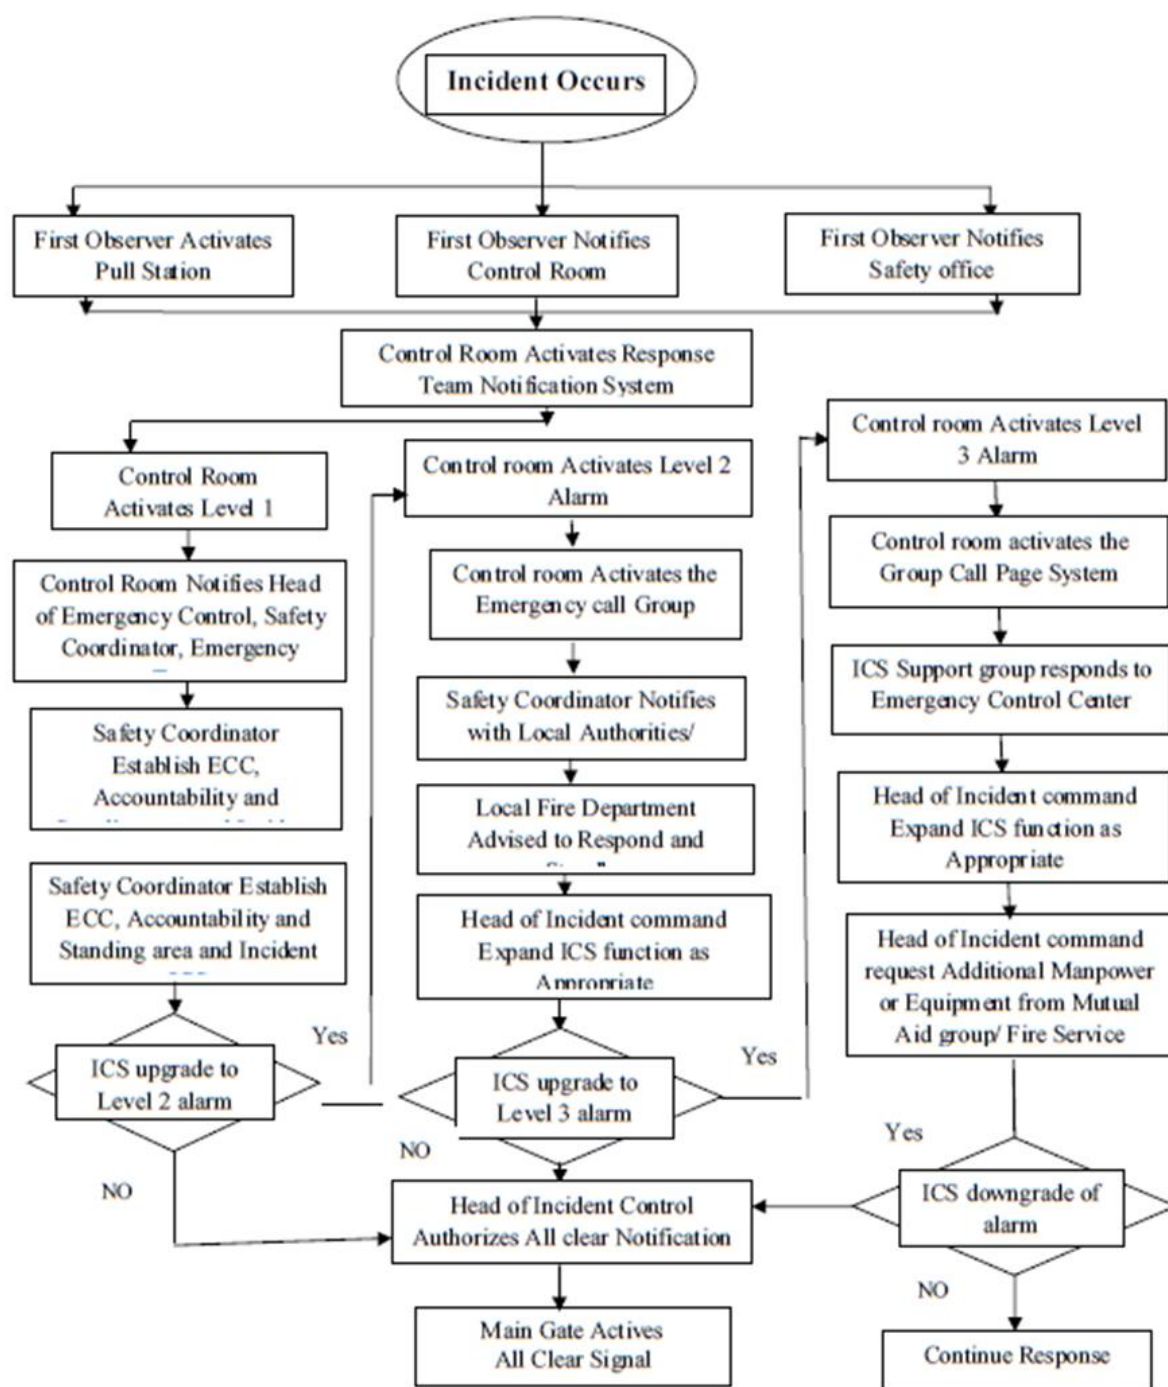 Incident Occurs
First Observer Activates
Pull Station
First Observer Notifies
Control Room
First Observer Notifies
Safety office
Control Room Activates Response
Team Notification System
Control Room
Activates Level 1
Control Room Notifies Head
of Emergency Control, Safety
Coordinator, Emergency
Safety Coordinator
Establish ECC,
Accountability and
Safety Coordinator Establish
ECC, Accountability and
Standing area and Incident
ICS upgrade to
Level 2 alarm
Yes
NO
Control room Activates Level 2
Alarm
Control room Activates the
Emergency call Group
Safety Coordinator Notifies
with Local Authorities/
Local Fire Department
Advised to Respond and
Head of Incident command
Expand ICS function as
Appropriate
ICS upgrade to
Level 3 alarm
Yes
NO
Control room Activates Level
3 Alarm
Control room activates the
Group Call Page System
ICS Support group responds to
Emergency Control Center
Head of Incident command
Expand ICS function as
Appropriate
Head of Incident command
request Additional Manpower
or Equipment from Mutual
Aid group/ Fire Service
Yes
ICS downgrade of
alarm
NO
Continue Response
Head of Incident Control
Authorizes All clear Notification
Main Gate Actives
All Clear Signal